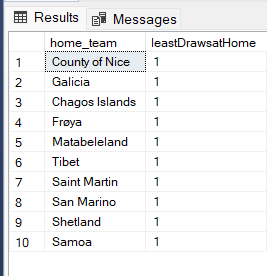 Results Messages
home_team leastDrawsatHome
1 County of Nice 1
2 Galicia 1
3 Chagos Islands 1
4 Frøya 1
5 Matabeleland 1
6 Tibet 1
7 Saint Martin 1
8 San Marino 1
9 Shetland 1
10 Samoa 1